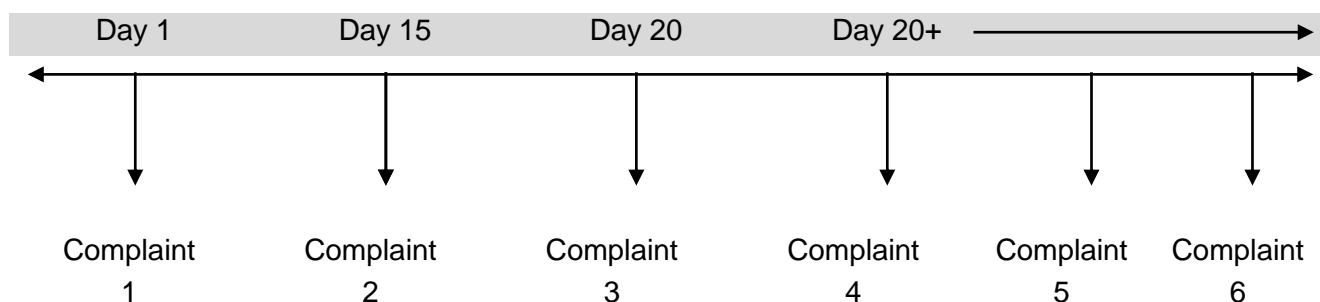 Day 1 Day 15 Day 20 Day 20+
Complaint Complaint Complaint Complaint Complaint Complaint
1 2 3 4 5 6